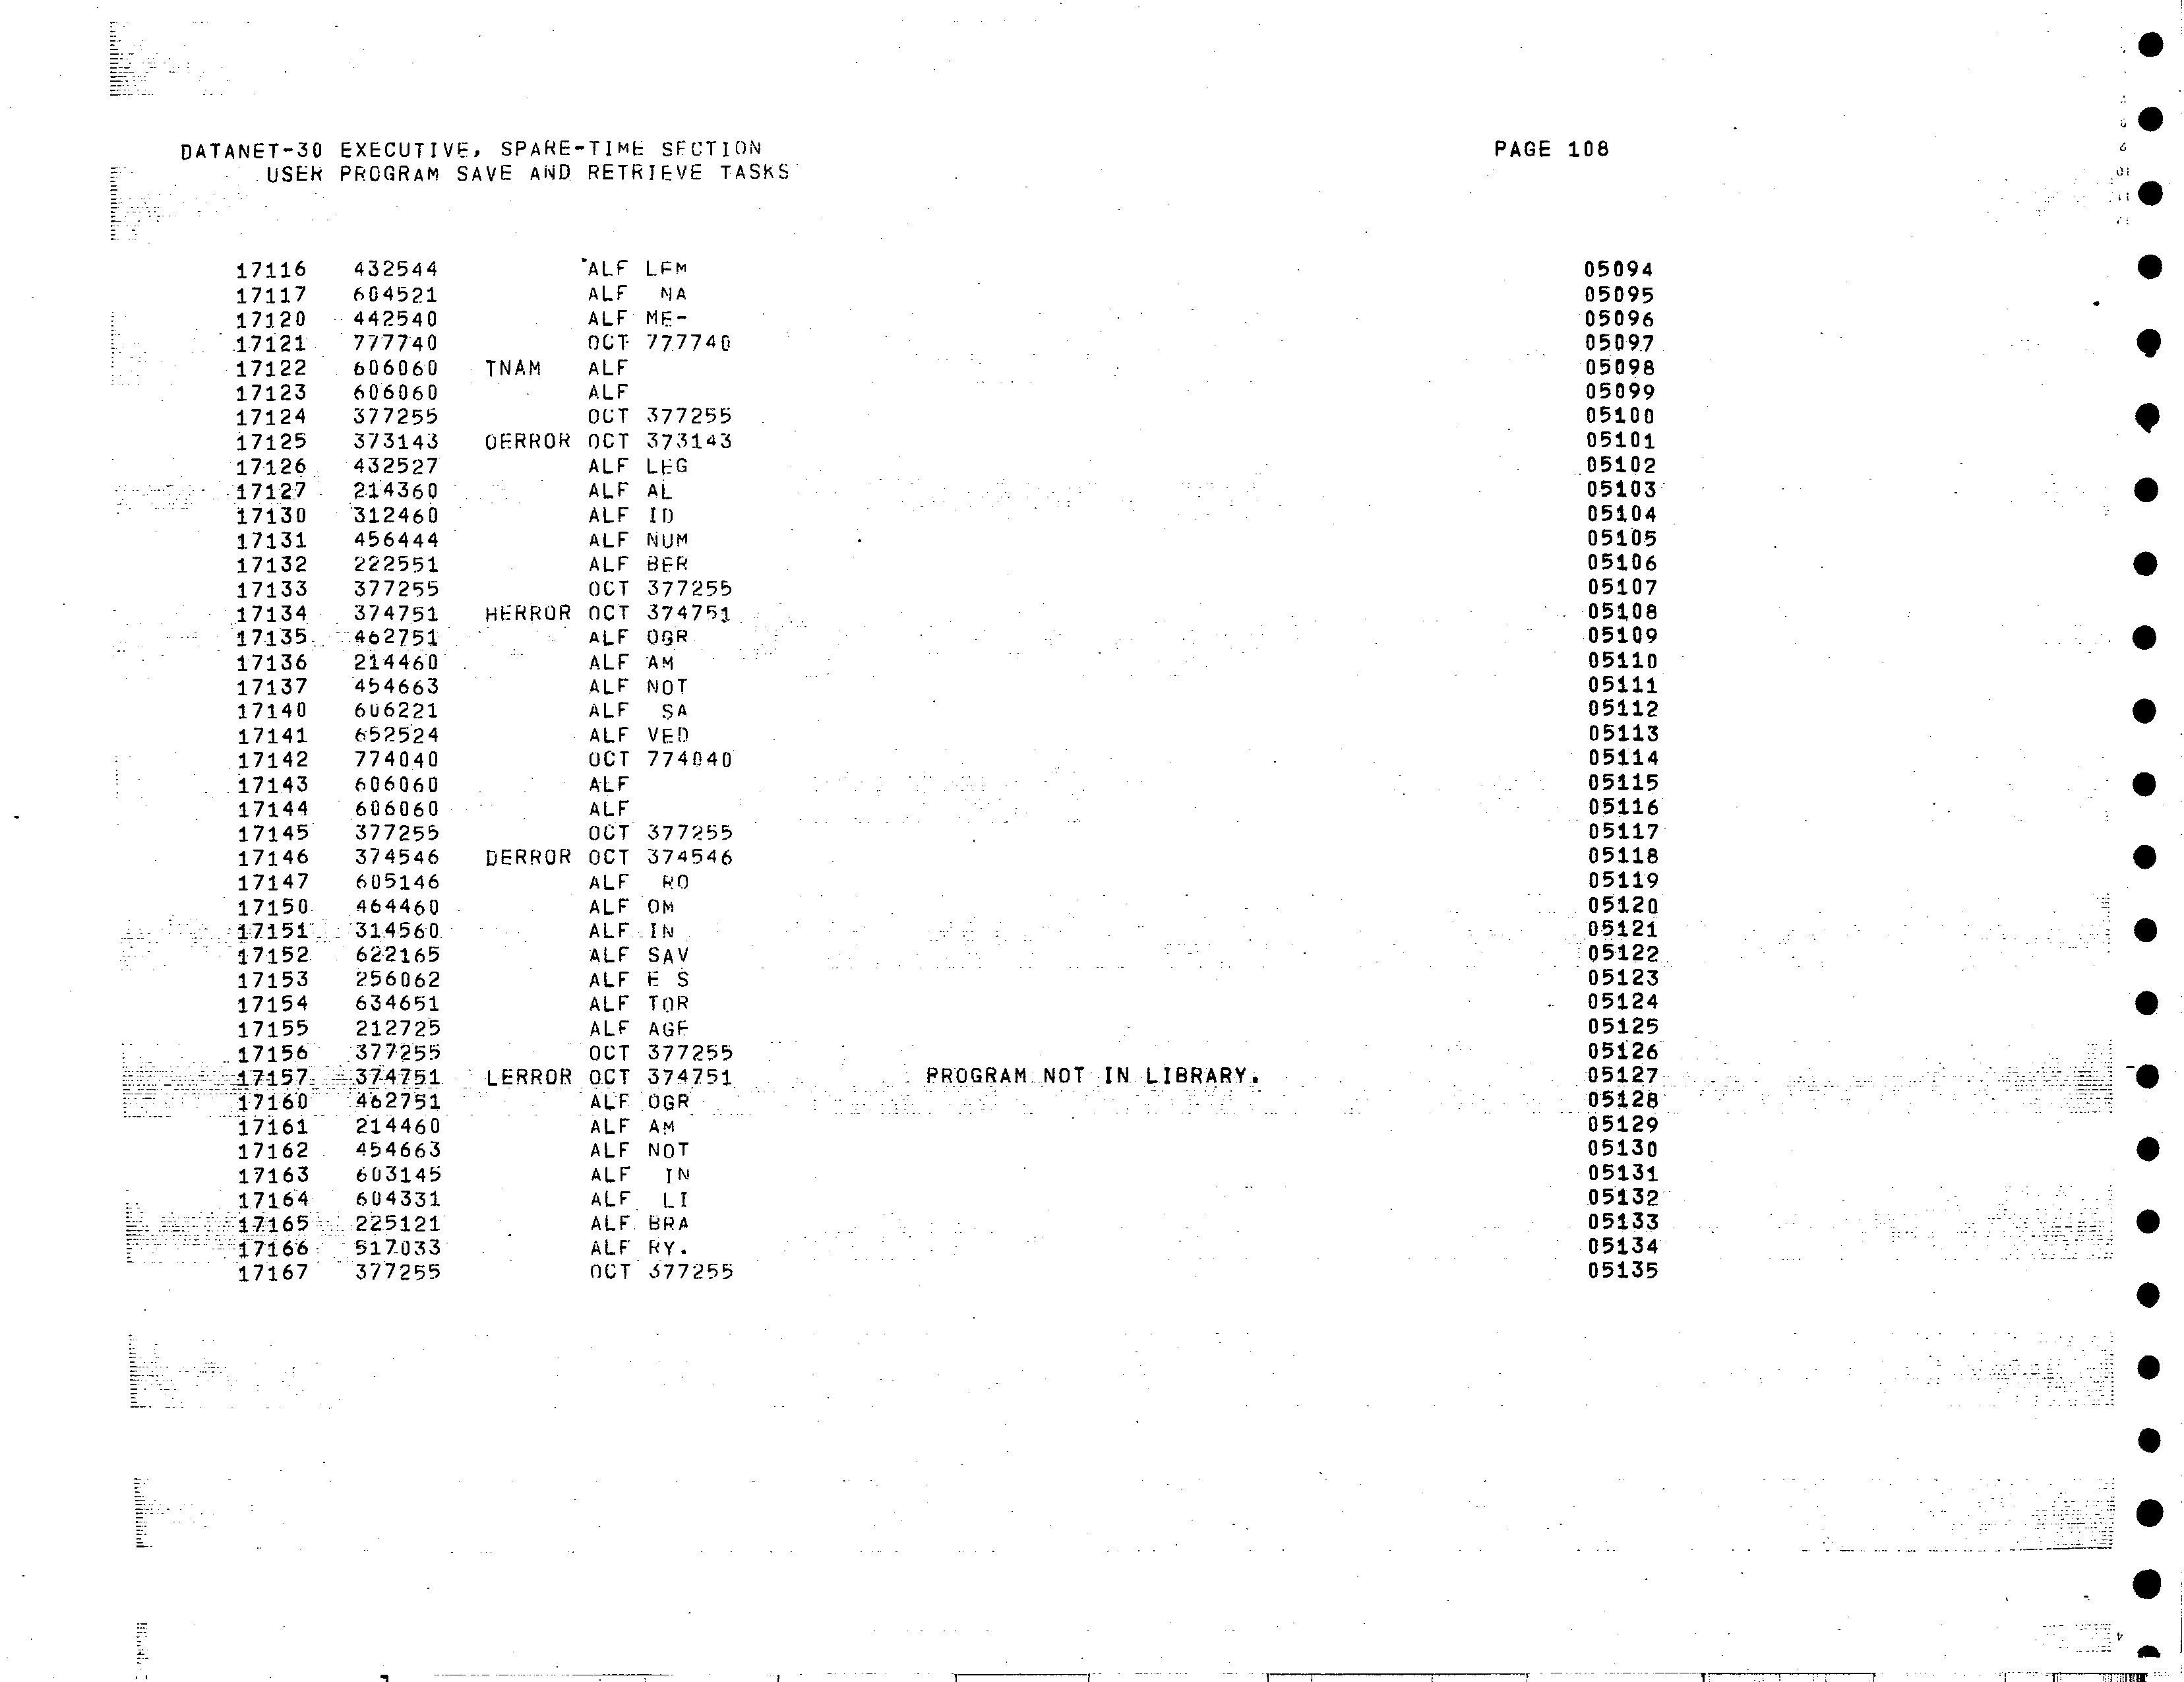 DATANET-30 EXECUTIVE, SPARE-TIME SECTION PAGE 108
USER PROGRAM SAVE AND RETRIEVE TASKS
17116 432544 ALF LEM 05094
17117 604521 ALF  NA 05095
17120 442540 ALF ME- 05096
17121 777740 OCT 777740 05097
17122 606060 TNAM ALF 05098
17123 606060 ALF 05099
17124 377255 OCT 377255 05100
17125 373143 OERROR OCT 373143 05101
17126 432527 ALF LEG 05102
17127 214360 ALF AL 05103
17130 312460 ALF ID 05104
17131 456444 ALF NUM 05105
17132 222551 ALF BER 05106
17133 377255 OCT 377255 05107
17134 374751 HERROR OCT 374751 05108
17135 462751 ALF OGR 05109
17136 214460 ALF AM 05110
17137 454663 ALF NOT 05111
17140 606221 ALF  SA 05112
17141 652524 ALF VED 05113
17142 774040 OCT 774040 05114
17143 606060 ALF 05115
17144 606060 ALF 05116
17145 377255 OCT 377255 05117
17146 374546 DERROR OCT 374546 05118
17147 605146 ALF  RO 05119
17150 464460 ALF OM 05120
17151 314560 ALF IN 05121
17152 622165 ALF SAV 05122
17153 256062 ALF E S 05123
17154 634651 ALF TOR 05124
17155 212725 ALF AGE 05125
17156 377255 OCT 377255 05126
17157 374751 LERROR OCT 374751 PROGRAM NOT IN LIBRARY. 05127
17160 462751 ALF OGR 05128
17161 214460 ALF AM 05129
17162 454663 ALF NOT 05130
17163 603145 ALF  IN 05131
17164 604331 ALF  LI 05132
17165 225121 ALF BRA 05133
17166 517033 ALF RY. 05134
17167 377255 OCT 377255 05135